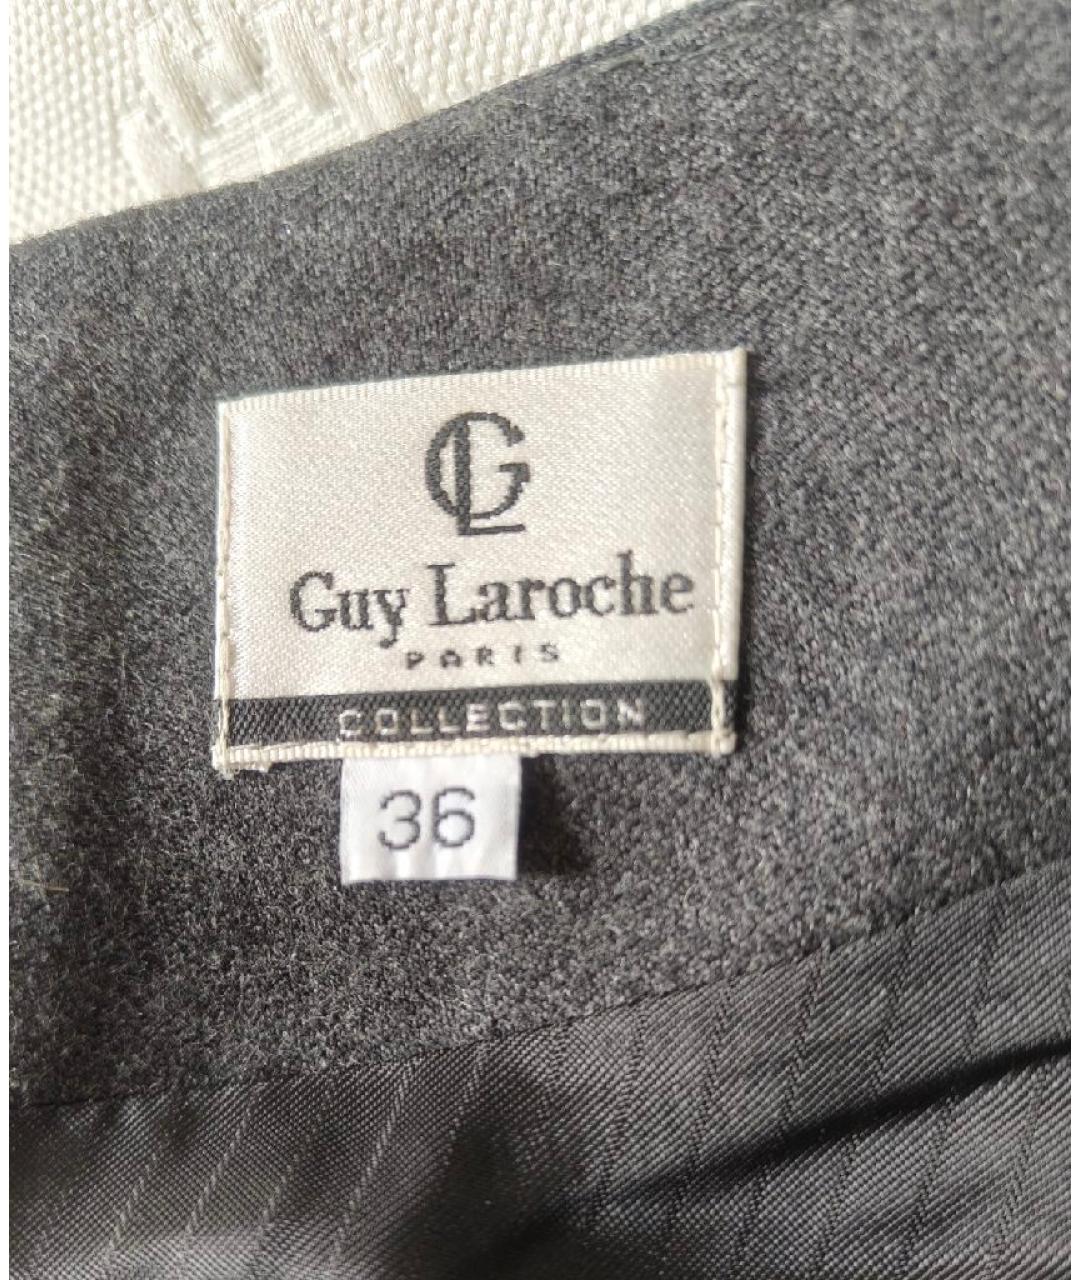 GL
Guy Laroche
PARIS
COLLECTION
36